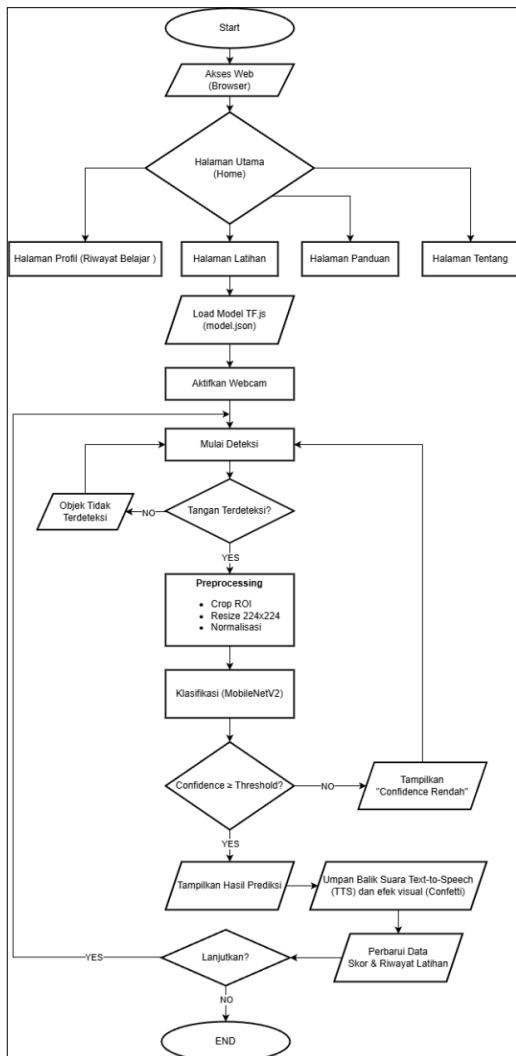 Start
Akses Web
(Browser)
Halaman Utama
(Home)
Halaman Profil (Riwayat Belajar )
Halaman Latihan
Halaman Panduan
Halaman Tentang
Load Model TF.js
(model.json)
Aktifkan Webcam
Mulai Deteksi
Objek Tidak
Terdeteksi
NO
Tangan Terdeteksi?
YES
Preprocessing
• Crop ROI
• Resize 224x224
• Normalisasi
Klasifikasi (MobileNetV2)
Confidence ≥ Threshold?
NO
Tampilkan
"Confidence Rendah"
YES
Tampilkan Hasil Prediksi
Umpan Balik Suara Text-to-Speech
(TTS) dan efek visual (Confetti)
YES
Lanjutkan?
Perbarui Data
Skor & Riwayat Latihan
NO
END